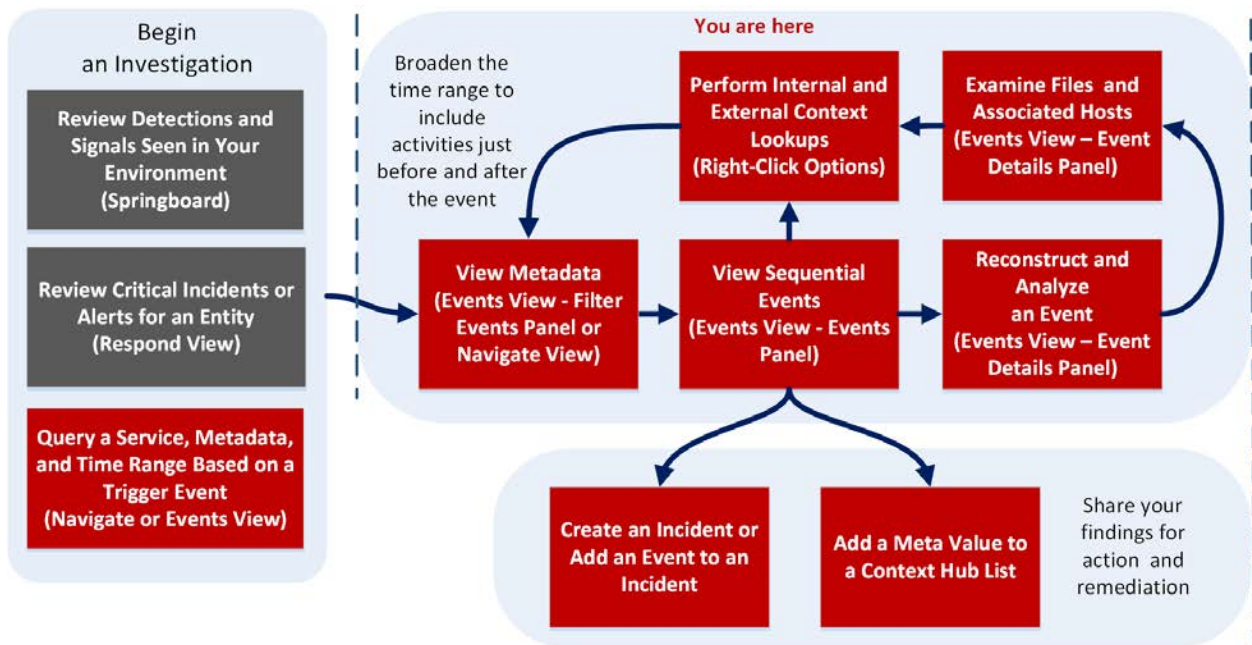 Begin
an Investigation
Review Detections and
Signals Seen in Your
Environment
(Springboard)
Review Critical Incidents or
Alerts for an Entity
(Respond View)
Query a Service, Metadata,
and Time Range Based on a
Trigger Event
(Navigate or Events View)
You are here
Broaden the
time range to
include
activities just
before and after
the event
Perform Internal and
External Context
Lookups
(Right-Click Options)
Examine Files and
Associated Hosts
(Events View – Event
Details Panel)
View Metadata
(Events View - Filter
Events Panel or
Navigate View)
View Sequential
Events
(Events View - Events
Panel)
Reconstruct and
Analyze
an Event
(Events View – Event
Details Panel)
Create an Incident or
Add an Event to an
Incident
Add a Meta Value to
a Context Hub List
Share your
findings for
action and
remediation